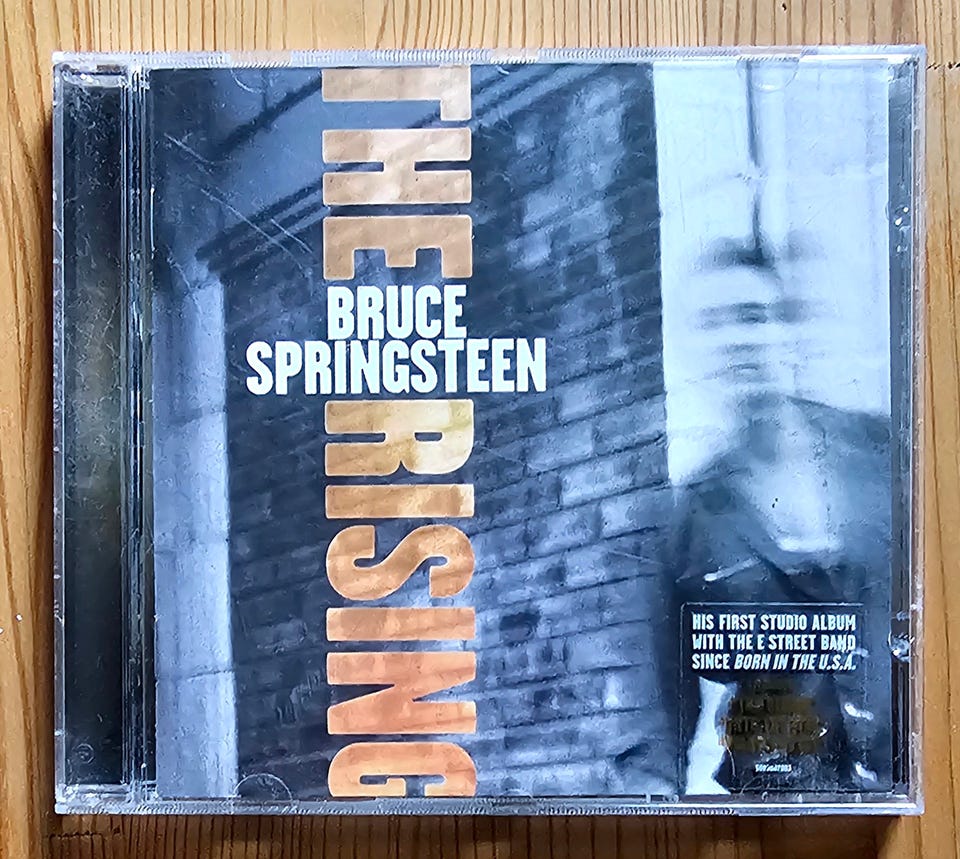 THE
BRUCE
SPRINGSTEEN
RISING
HIS FIRST STUDIO ALBUM
WITH THE E STREET BAND
SINCE BORN IN THE U.S.A.